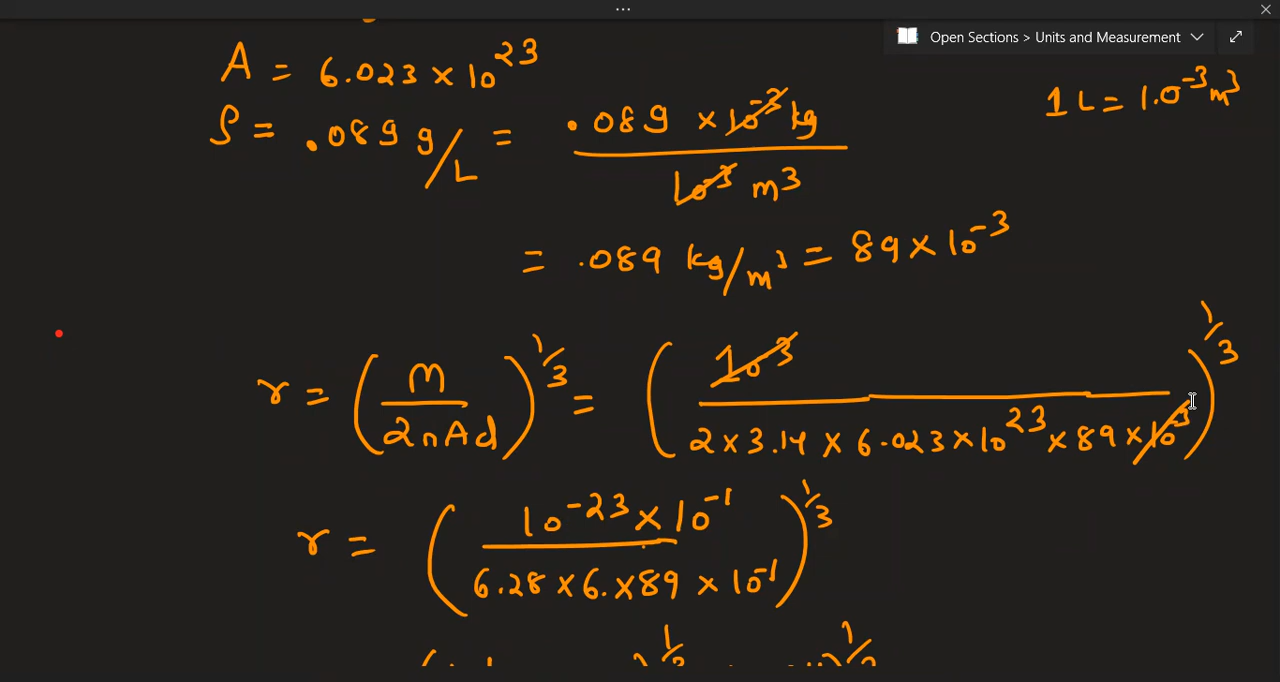 ...
Open Sections > Units and Measurement
A = 6.023 × 10^23
1 L = 1.0^-3 m^3
ρ = .089 g/L = .089 × 10^-3 kg / 10^-3 m^3
= .089 kg/m^3 = 89 × 10^-3
r = (M / 2πAd)^1/3 = (10^-3 / 2 × 3.14 × 6.023 × 10^23 × 89 × 10^-3)^1/3
r = (10^-23 × 10^-1 / 6.28 × 6. × 89 × 10^-1)^1/3